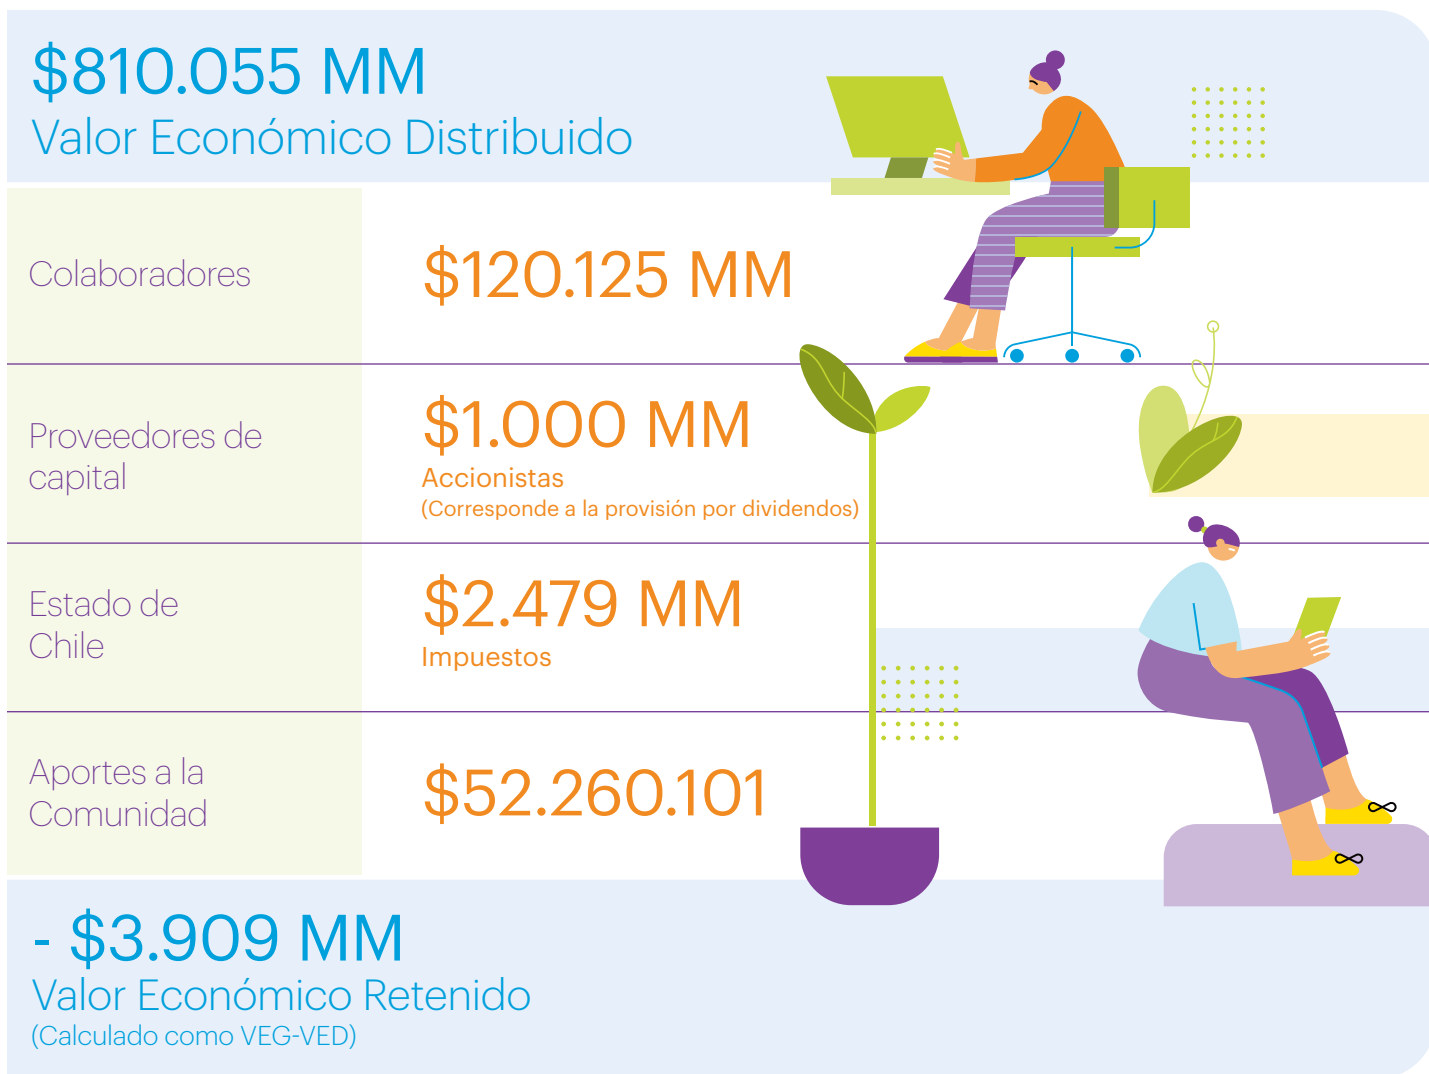 $810.055 MM
Valor Económico Distribuido
Colaboradores
$120.125 MM
Proveedores de
capital
$1.000 MM
Accionistas
(Corresponde a la provisión por dividendos)
Estado de
Chile
$2.479 MM
Impuestos
Aportes a la
Comunidad
$52.260.101
- $3.909 MM
Valor Económico Retenido
(Calculado como VEG-VED)